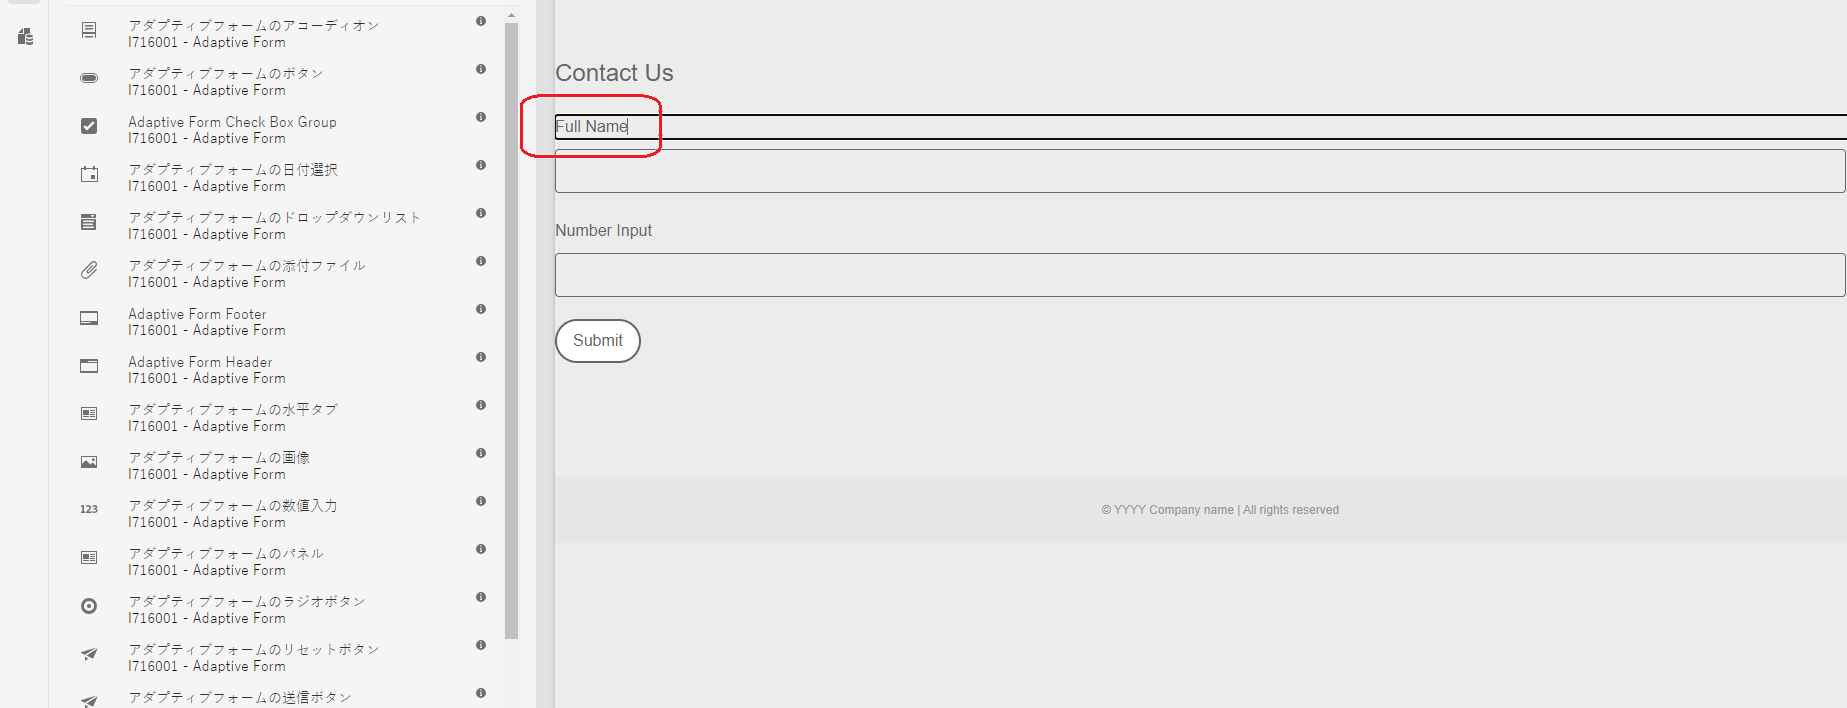 アダプティブフォームのアコーディオン
I716001 - Adaptive Form
アダプティブフォームのボタン
I716001 - Adaptive Form
Adaptive Form Check Box Group
I716001 - Adaptive Form
アダプティブフォームの日付選択
I716001 - Adaptive Form
アダプティブフォームのドロップダウンリスト
I716001 - Adaptive Form
アダプティブフォームの添付ファイル
I716001 - Adaptive Form
Adaptive Form Footer
I716001 - Adaptive Form
Adaptive Form Header
I716001 - Adaptive Form
アダプティブフォームの水平タブ
I716001 - Adaptive Form
アダプティブフォームの画像
I716001 - Adaptive Form
123
アダプティブフォームの数値入力
I716001 - Adaptive Form
アダプティブフォームのパネル
I716001 - Adaptive Form
アダプティブフォームのラジオボタン
I716001 - Adaptive Form
アダプティブフォームのリセットボタン
I716001 - Adaptive Form
アダプティブフォームの送信ボタン
Contact Us
Full Name
Number Input
Submit
© YYYY Company name | All rights reserved